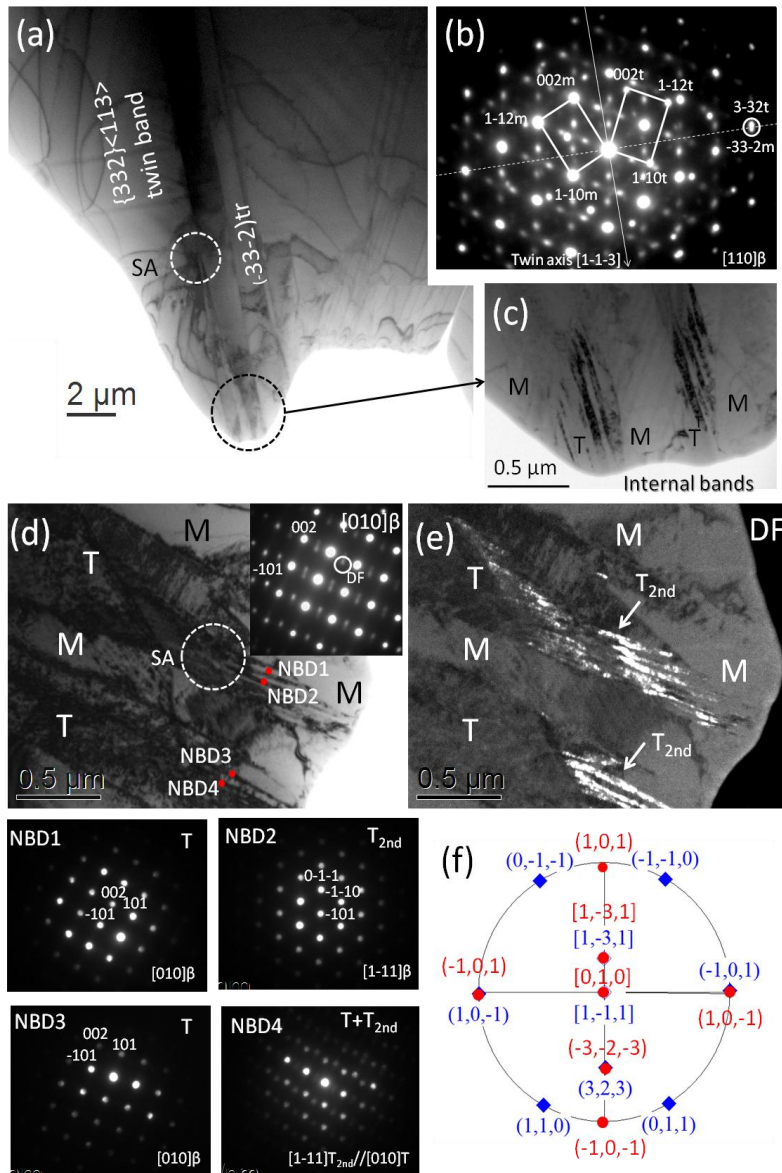 (a)
{332}<113>
twin band
(-33-2)tr
SA
2 μm
(b)
002m
002t
1-12t
1-12m
3-32t
-33-2m
1-10m
1-10t
Twin axis [1-1-3]
[110]β
(c)
M
T
M
T
M
0.5 μm
Internal bands
(d)
M
[010]β
002
-101
DF
T
M
SA
NBD1
NBD2
M
T
NBD3
NBD4
0.5 μm
(e)
M
DF
T
T2nd
M
M
T
T2nd
0.5 μm
NBD1
T
002
-101
101
[010]β
NBD2
T2nd
0-1-1
-1-10
-101
[1-11]β
NBD3
T
002
-101
101
[010]β
NBD4
T+T2nd
[1-11]T2nd//[010]T
(f)
(1,0,1)
(0,-1,-1)
(-1,-1,0)
[1,-3,1]
[1,-3,1]
(-1,0,1)
[0,1,0]
(-1,0,1)
(1,0,-1)
[1,-1,1]
(1,0,-1)
(-3,-2,-3)
(3,2,3)
(1,1,0)
(0,1,1)
(-1,0,-1)